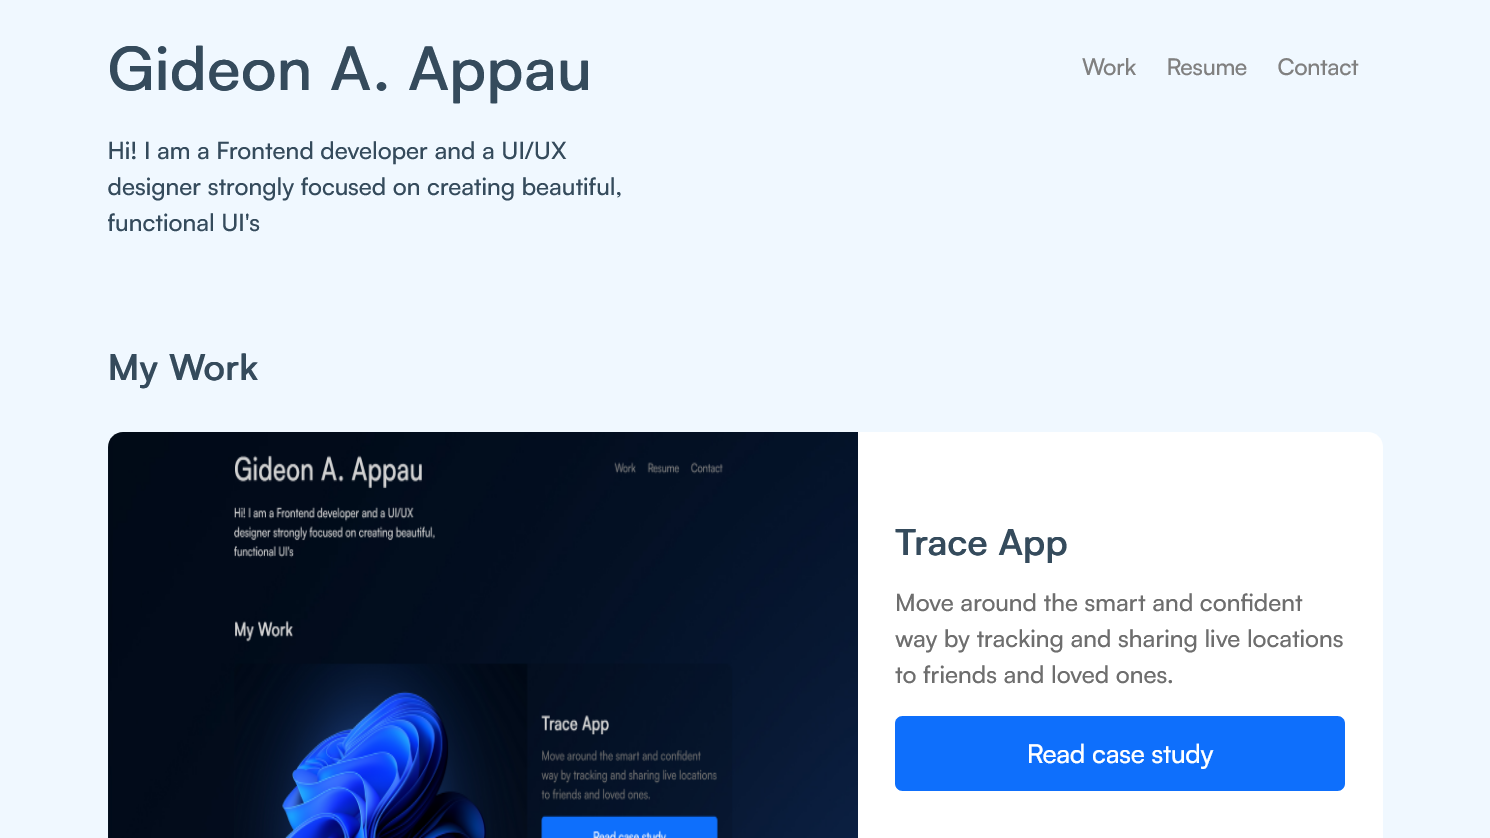 Gideon A. Appau
Work Resume Contact
Hi! I am a Frontend developer and a UI/UX
designer strongly focused on creating beautiful,
functional UI's
My Work
Gideon A. Appau
Work Resume Contact
Hi! I am a Frontend developer and a UI/UX
designer strongly focused on creating beautiful,
functional UI's
My Work
Trace App
Move around the smart and confident
way by tracking and sharing live locations
to friends and loved ones.
Read case study
Trace App
Move around the smart and confident
way by tracking and sharing live locations
to friends and loved ones.
Read case study